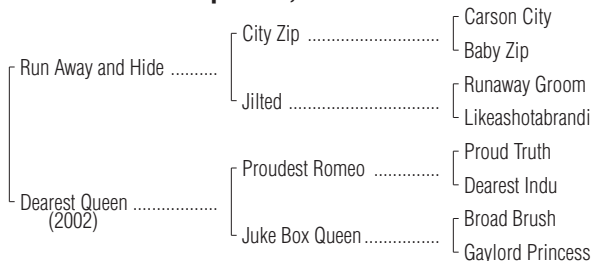 Carson City
City Zip ............................
Baby Zip
Run Away and Hide ..........
Runaway Groom
Jilted ................................
Likeashotabrandi
Proud Truth
Proudest Romeo ..............
Dearest Indu
Dearest Queen ..................
(2002)
Broad Brush
Juke Box Queen................
Gaylord Princess